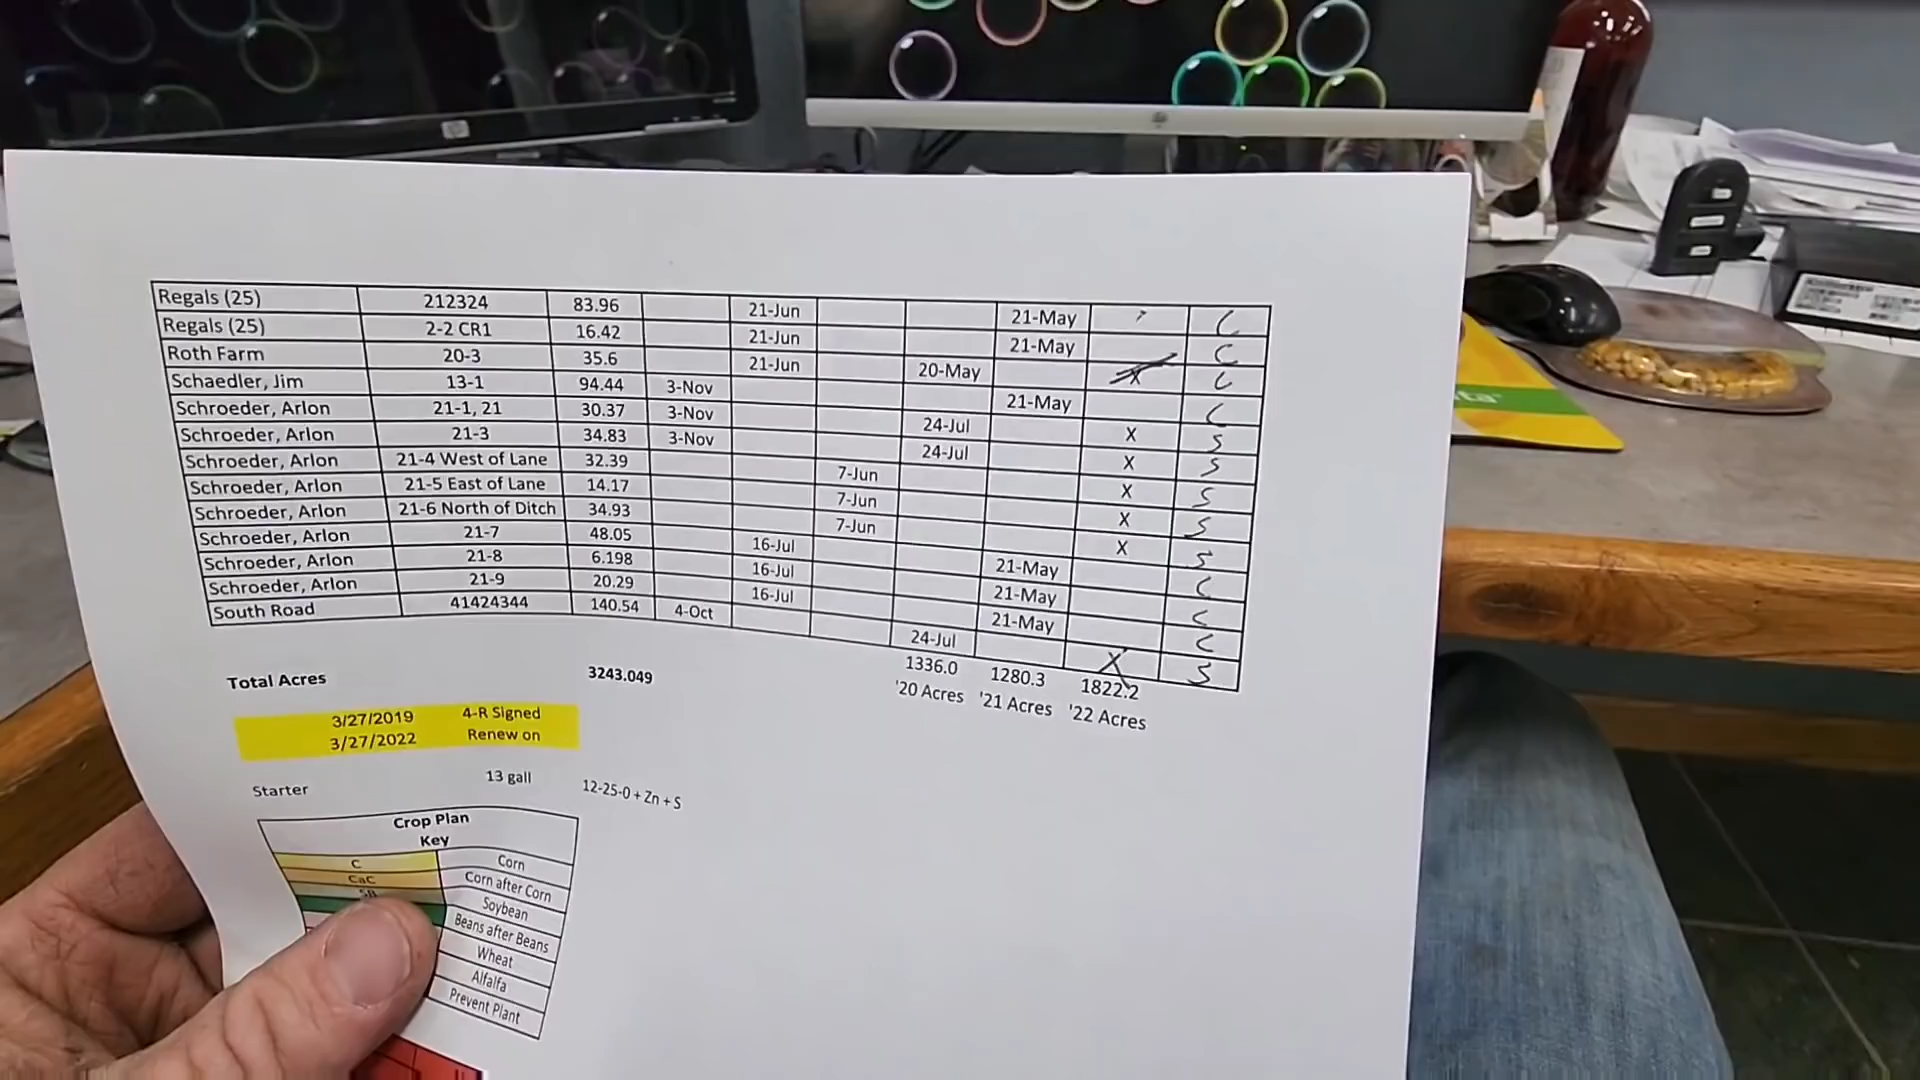 Regals (25) 212324 83.96 21-Jun 21-May C
Regals (25) 2-2 CR1 16.42 21-Jun 21-May C
Roth Farm 20-3 35.6 21-Jun 20-May X C
Schaedler, Jim 13-1 94.44 3-Nov 21-May C
Schroeder, Arlon 21-1, 21 30.37 3-Nov 24-Jul X S
Schroeder, Arlon 21-3 34.83 3-Nov 24-Jul X S
Schroeder, Arlon 21-4 West of Lane 32.39 7-Jun X S
Schroeder, Arlon 21-5 East of Lane 14.17 7-Jun X S
Schroeder, Arlon 21-6 North of Ditch 34.93 7-Jun X S
Schroeder, Arlon 21-7 48.05 16-Jul 21-May C
Schroeder, Arlon 21-8 6.198 16-Jul 21-May C
Schroeder, Arlon 21-9 20.29 16-Jul 21-May C
South Road 41424344 140.54 4-Oct 24-Jul X S
Total Acres 3243.049 1336.0 1280.3 1822.2
'20 Acres '21 Acres '22 Acres
3/27/2019 4-R Signed
3/27/2022 Renew on
Starter 13 gall 12-25-0 + Zn + S
Crop Plan
Key
C Corn
CaC Corn after Corn
SB Soybean
Beans after Beans
Wheat
Alfalfa
Prevent Plant
hp